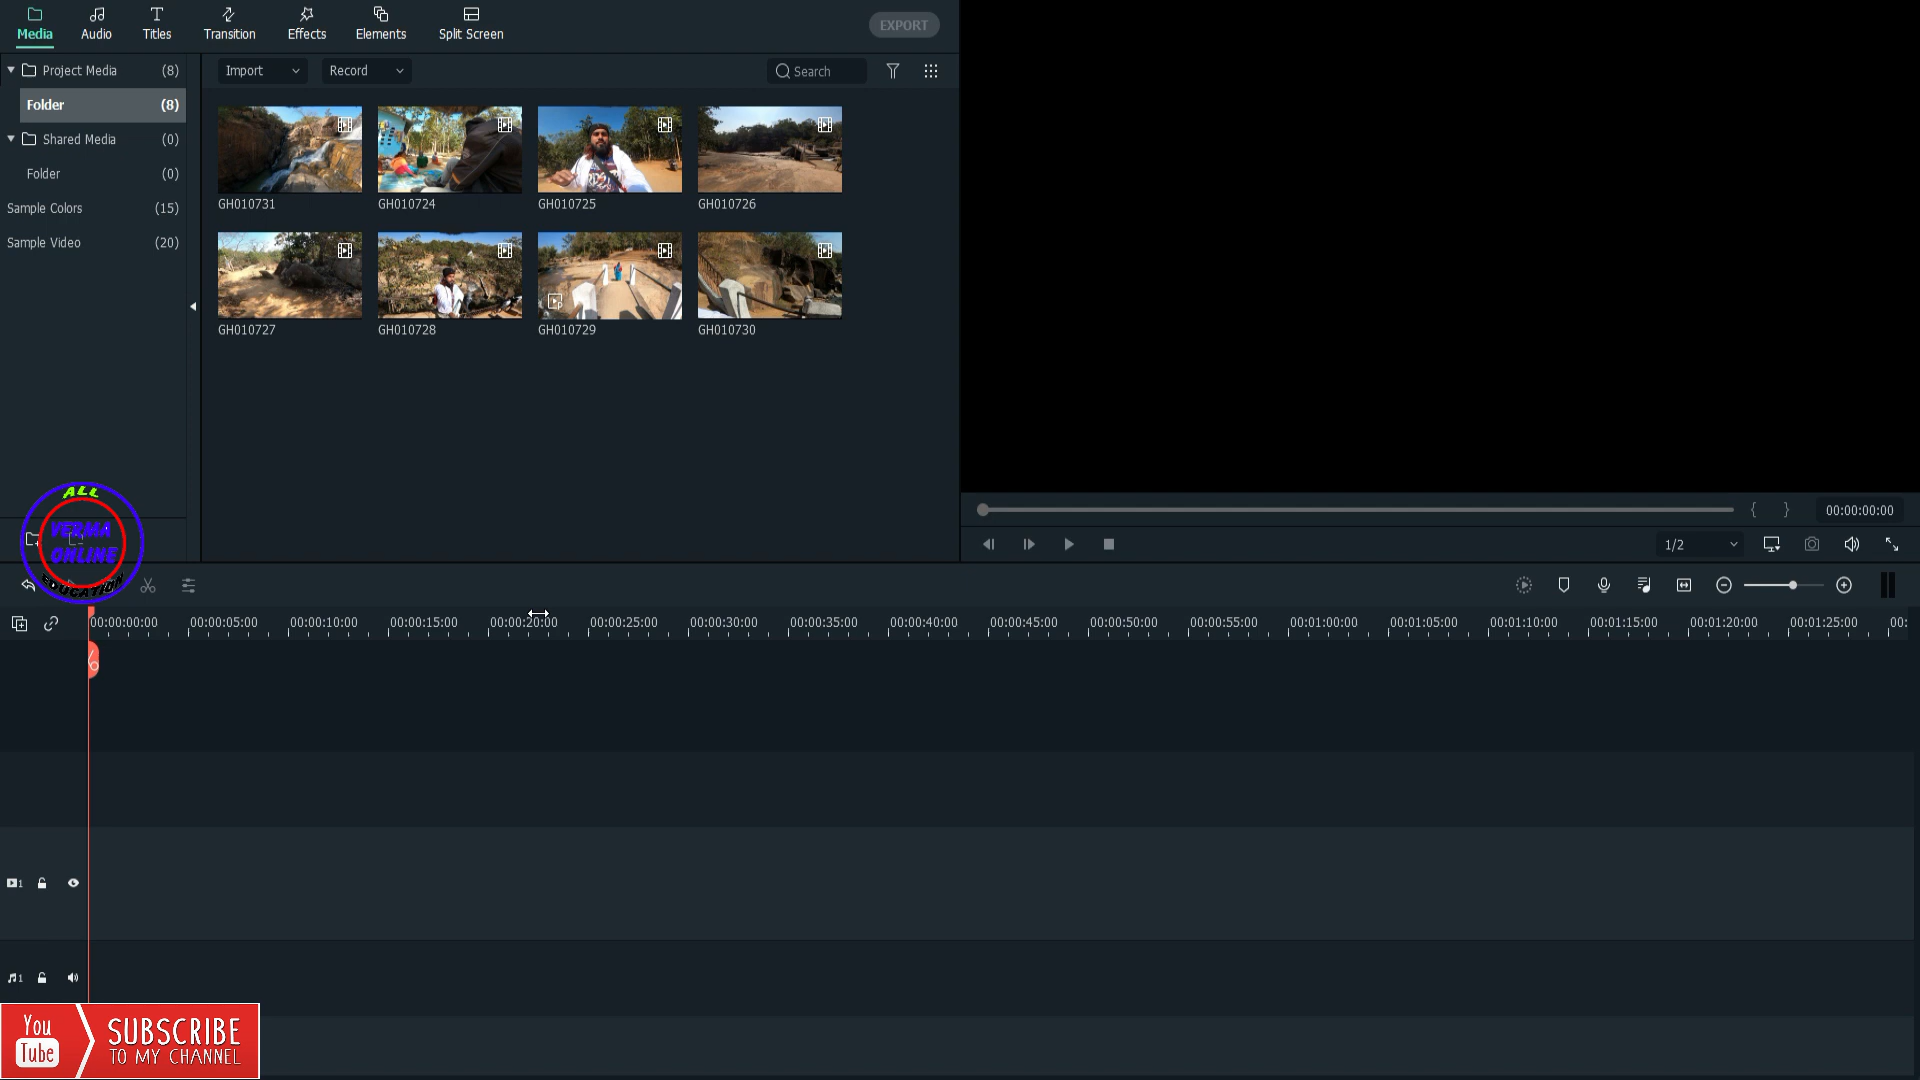 Media
Audio
Titles
Transition
Effects
Elements
Split Screen
EXPORT
Project Media (8)
Folder (8)
Shared Media (0)
Folder (0)
Sample Colors (15)
Sample Video (20)
Import
Record
Search
GH010731
GH010724
GH010725
GH010726
GH010727
GH010728
GH010729
GH010730
{ }
00:00:00:00
1/2
ALL
VERMA
ONLINE
EDUCATION
00:00:00:00 00:00:05:00 00:00:10:00 00:00:15:00 00:00:20:00 00:00:25:00 00:00:30:00 00:00:35:00 00:00:40:00 00:00:45:00 00:00:50:00 00:00:55:00 00:01:00:00 00:01:05:00 00:01:10:00 00:01:15:00 00:01:20:00 00:01:25:00 00:
1
1
You
Tube
SUBSCRIBE
TO MY CHANNEL